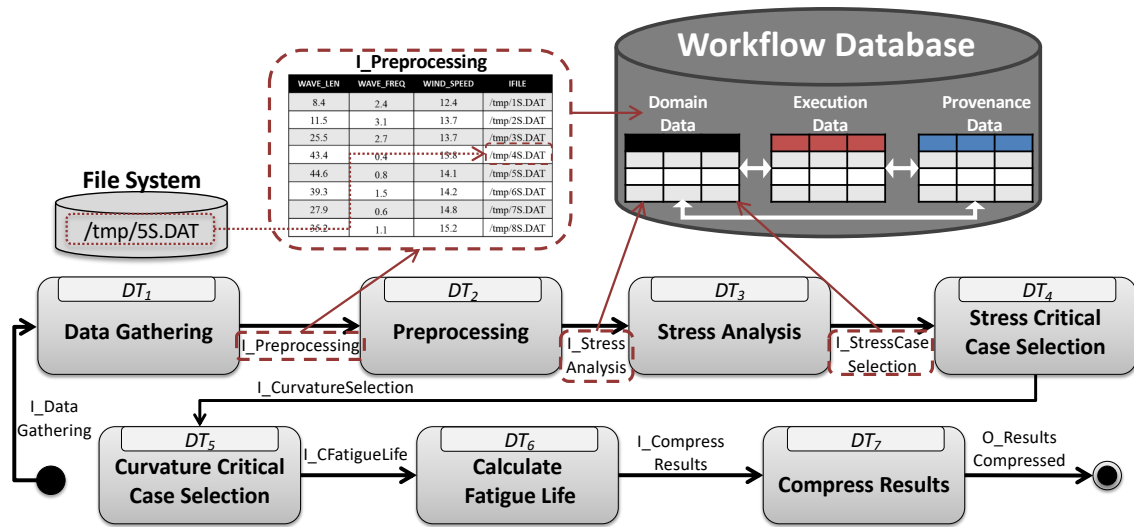 Workflow Database
Domain
Data
Execution
Data
Provenance
Data
I_Preprocessing
WAVE_LEN WAVE_FREQ WIND_SPEED IFILE
8.4 2.4 12.4 /tmp/1S.DAT
11.5 3.1 13.7 /tmp/2S.DAT
25.5 2.7 13.7 /tmp/3S.DAT
43.4 0.4 13.8 /tmp/4S.DAT
44.6 0.8 14.1 /tmp/5S.DAT
39.3 1.5 14.2 /tmp/6S.DAT
27.9 0.6 14.8 /tmp/7S.DAT
36.2 1.1 15.2 /tmp/8S.DAT
File System
/tmp/5S.DAT
DT1
Data Gathering
I_Preprocessing
DT2
Preprocessing
I_Stress
Analysis
DT3
Stress Analysis
I_StressCase
Selection
DT4
Stress Critical
Case Selection
I_CurvatureSelection
I_Data
Gathering
DT5
Curvature Critical
Case Selection
I_CFatigueLife
DT6
Calculate
Fatigue Life
I_Compress
Results
DT7
Compress Results
O_Results
Compressed